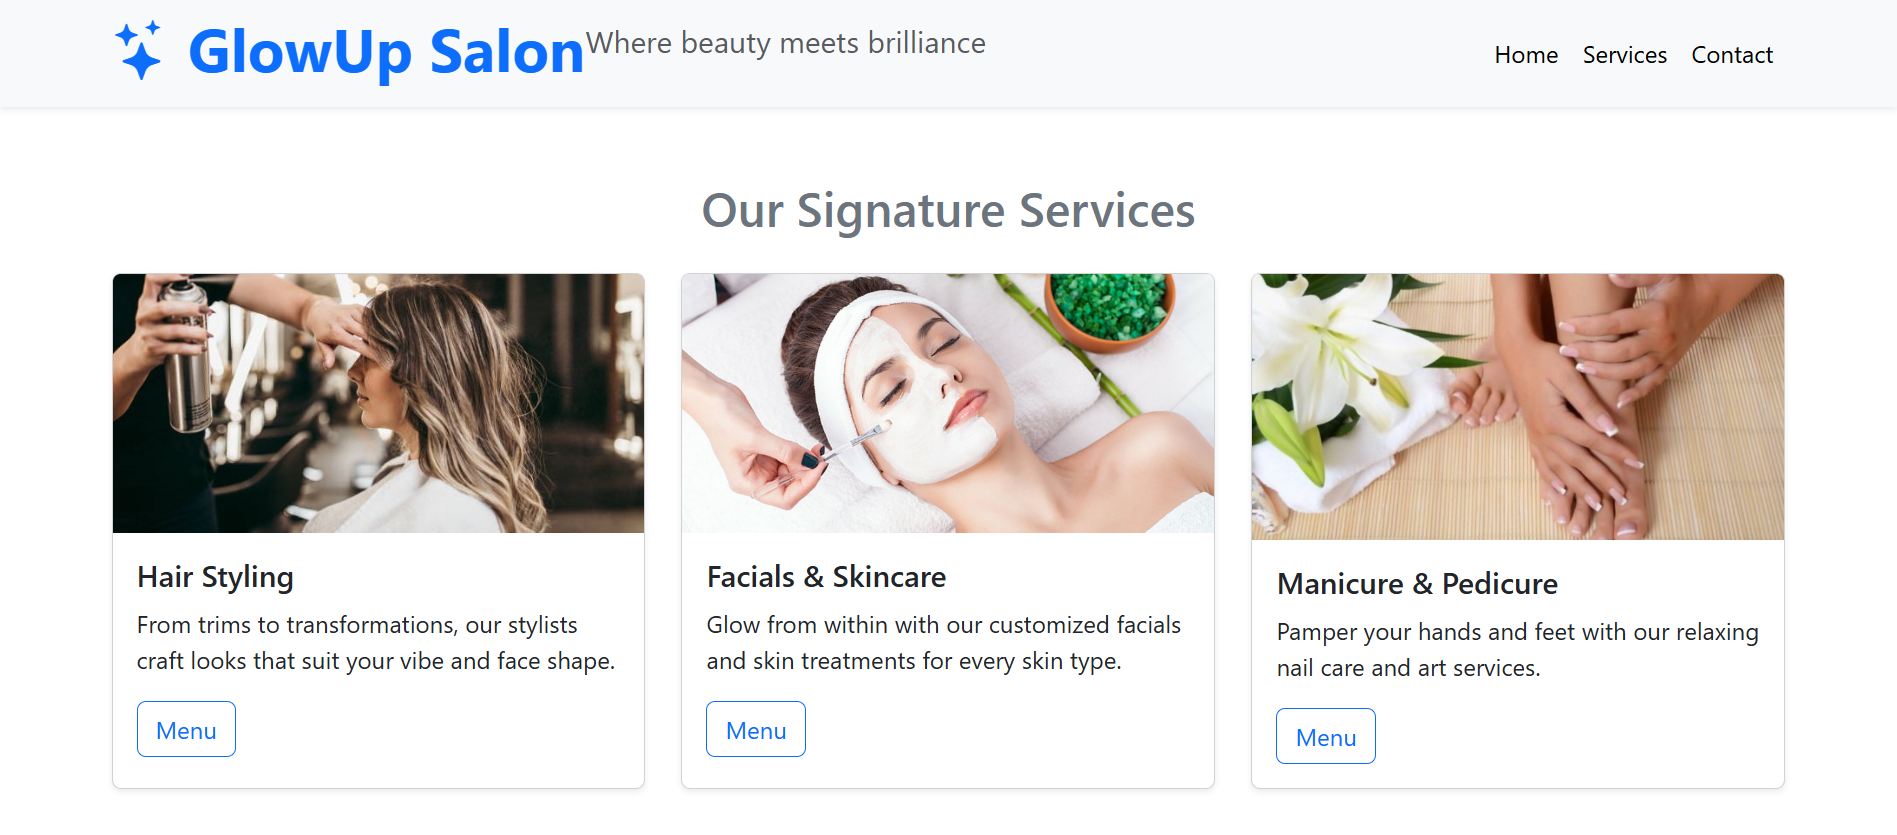 GlowUp Salon Where beauty meets brilliance
Home Services Contact
Our Signature Services
Hair Styling
From trims to transformations, our stylists
craft looks that suit your vibe and face shape.
Menu
Facials & Skincare
Glow from within with our customized facials
and skin treatments for every skin type.
Menu
Manicure & Pedicure
Pamper your hands and feet with our relaxing
nail care and art services.
Menu